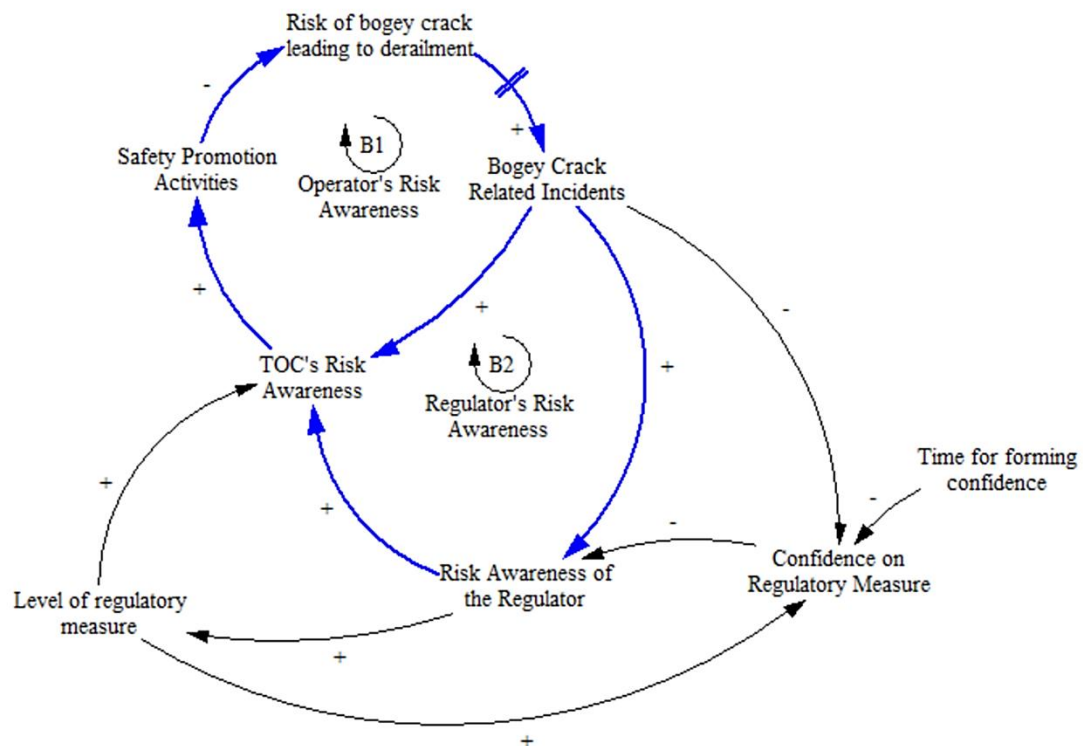 Risk of bogey crack
leading to derailment
-
+
B1
Safety Promotion
Activities
Operator's Risk
Awareness
Bogey Crack
Related Incidents
+
+
-
TOC's Risk
Awareness
B2
+
Regulator's Risk
Awareness
Time for forming
confidence
+
+
-
-
Risk Awareness of
the Regulator
Confidence on
Regulatory Measure
Level of regulatory
measure
+
+